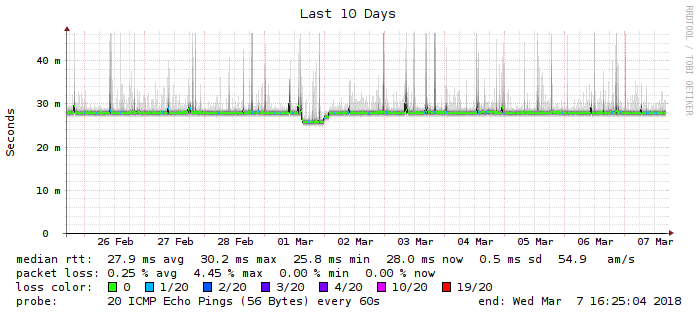 Last 10 Days
RRDTOOL / TOBI OETIKER
Seconds
40 m
30 m
20 m
10 m
0
26 Feb 27 Feb 28 Feb 01 Mar 02 Mar 03 Mar 04 Mar 05 Mar 06 Mar 07 Mar
median rtt: 27.9 ms avg 30.2 ms max 25.8 ms min 28.0 ms now 0.5 ms sd 54.9 am/s
packet loss: 0.25 % avg 4.45 % max 0.00 % min 0.00 % now
loss color: 0 1/20 2/20 3/20 4/20 10/20 19/20
probe: 20 ICMP Echo Pings (56 Bytes) every 60s end: Wed Mar 7 16:25:04 2018